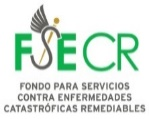 FSECR
FONDO PARA SERVICIOS
CONTRA ENFERMEDADES
CATASTRÓFICAS REMEDIABLES